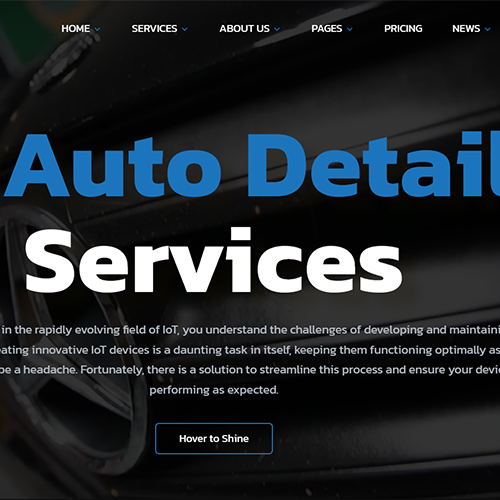 HOME SERVICES ABOUT US PAGES PRICING NEWS
Auto Detail
Services
in the rapidly evolving field of IoT, you understand the challenges of developing and maintaini
eating innovative IoT devices is a daunting task in itself, keeping them functioning optimally as
be a headache. Fortunately, there is a solution to streamline this process and ensure your devi
performing as expected.
Hover to Shine